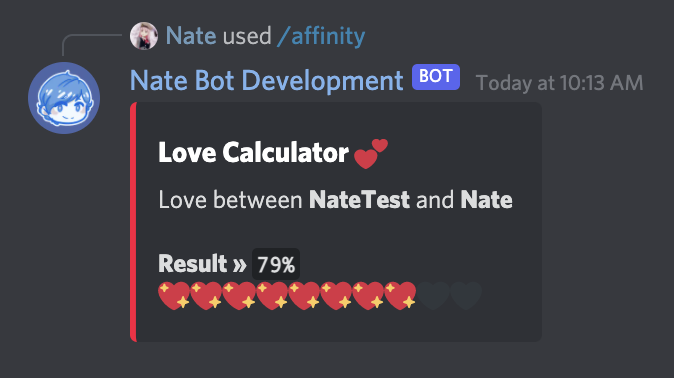 Nate used /affinity
Nate Bot Development BOT Today at 10:13 AM
Love Calculator
Love between NateTest and Nate
Result » 79%